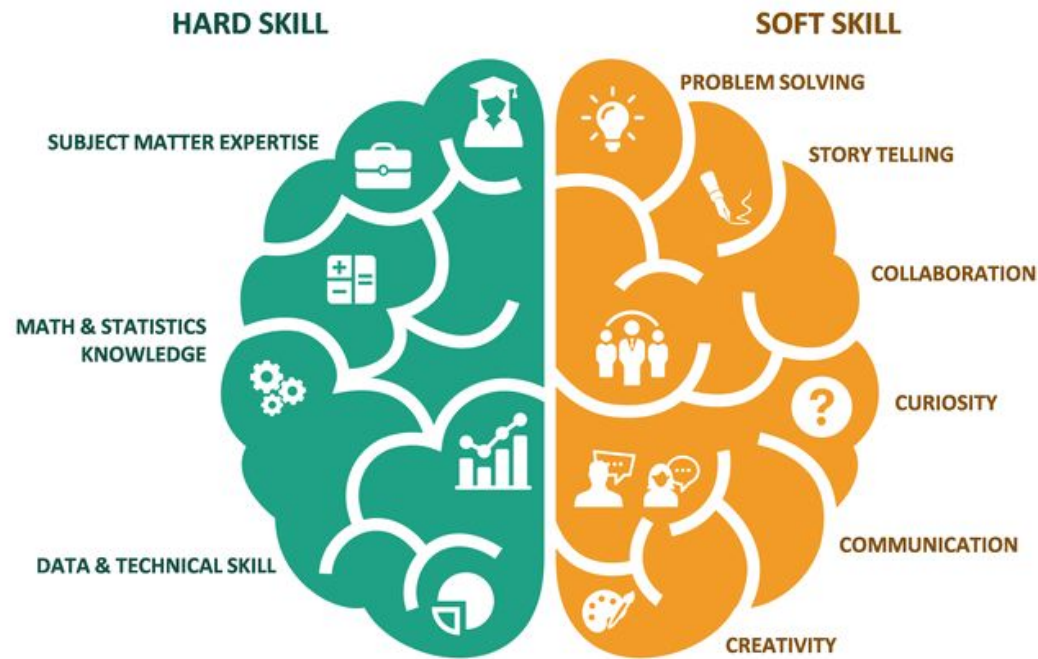 HARD SKILL
SUBJECT MATTER EXPERTISE
MATH & STATISTICS
KNOWLEDGE
DATA & TECHNICAL SKILL
SOFT SKILL
PROBLEM SOLVING
STORY TELLING
COLLABORATION
CURIOSITY
COMMUNICATION
CREATIVITY